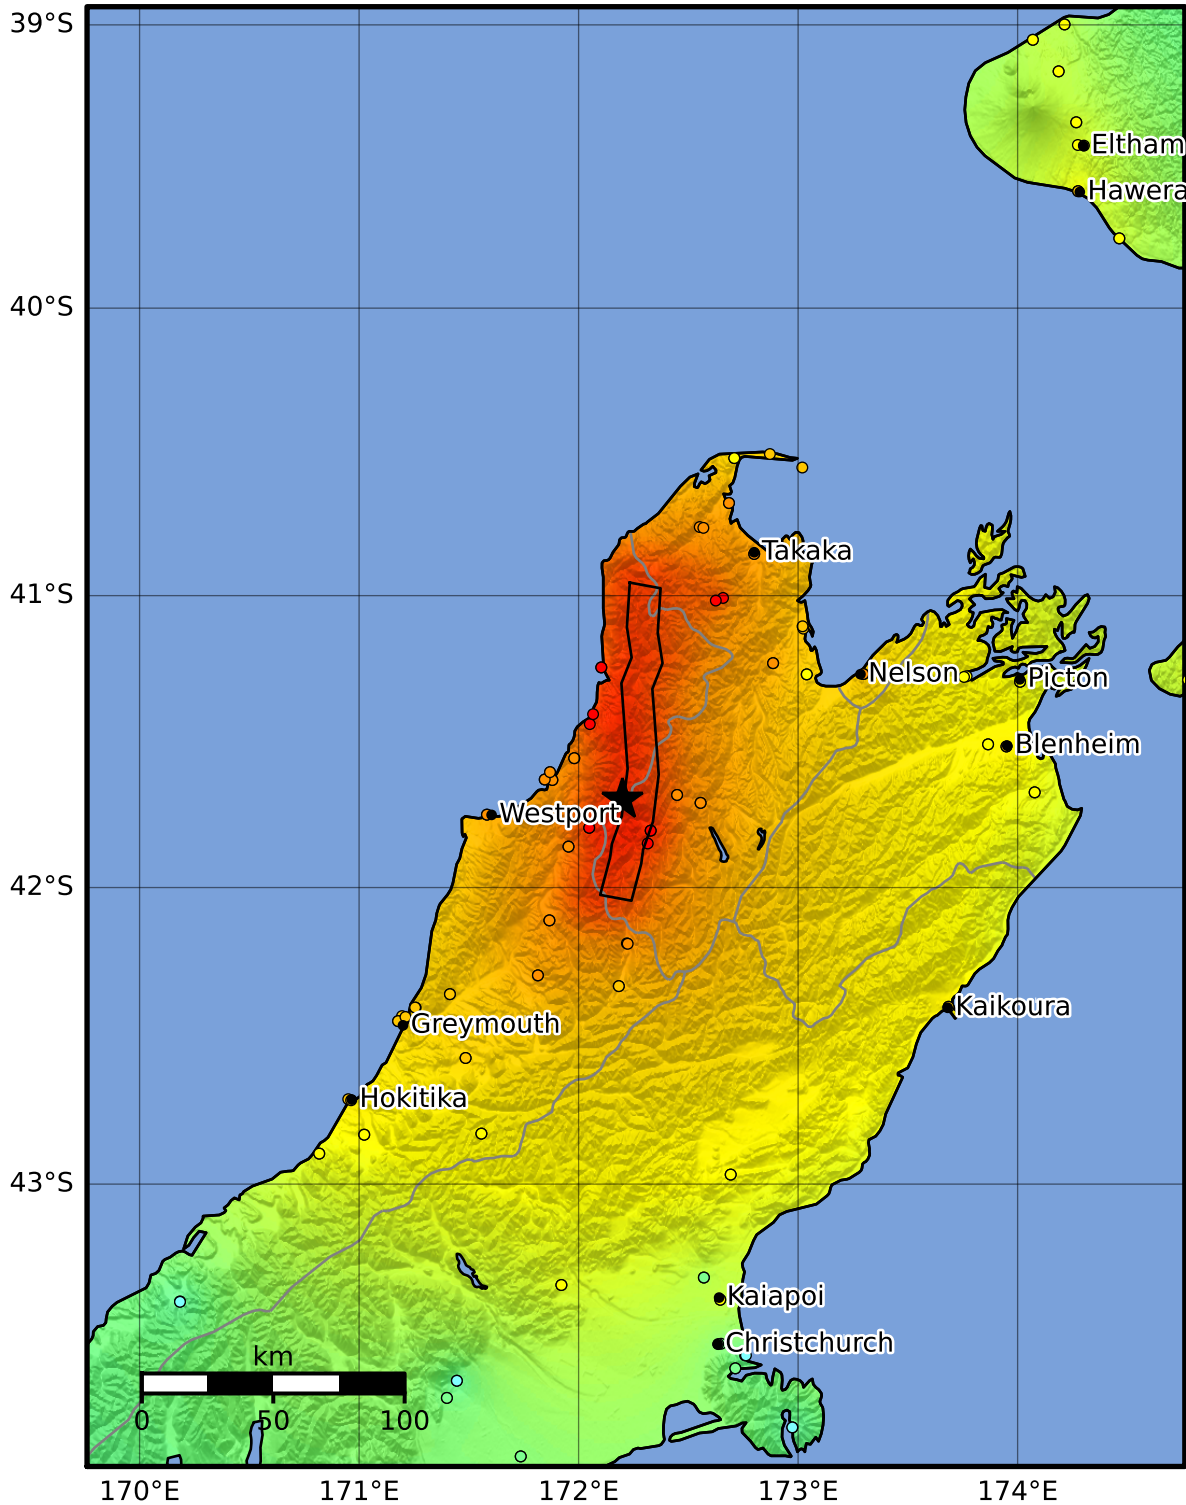 39°S
Eltham
Hawera
40°S
Takaka
41°S
Nelson
Picton
Blenheim
Westport
42°S
Kaikoura
Greymouth
Hokitika
43°S
Kaiapoi
Christchurch
km
0 50 100
170°E 171°E 172°E 173°E 174°E